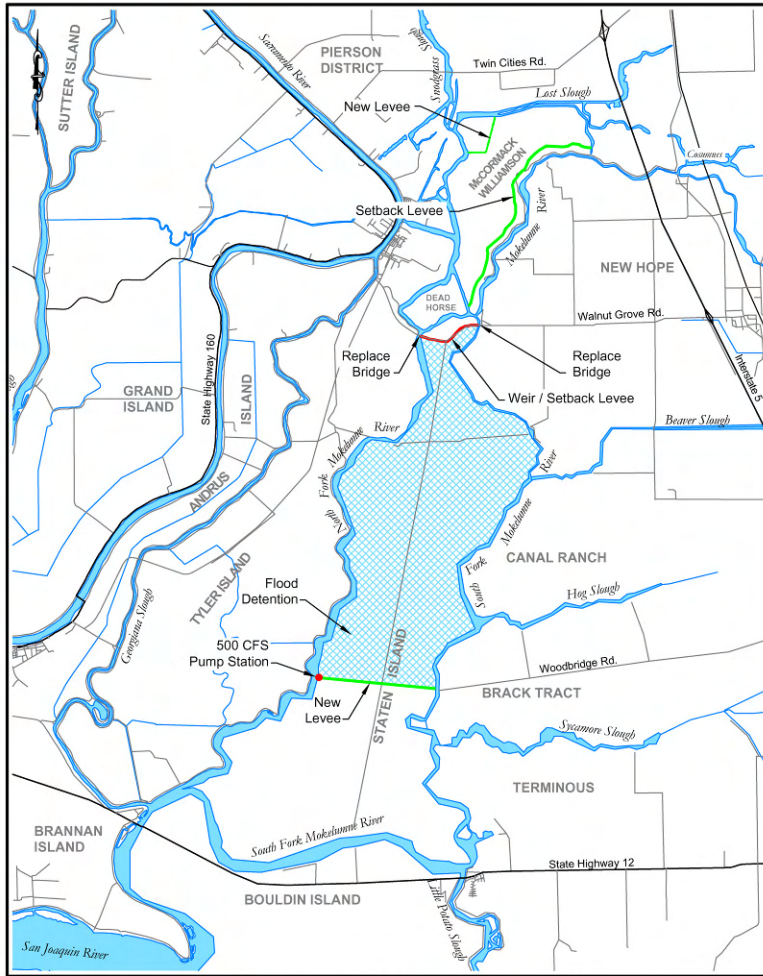 SUTTER ISLAND
Sacramento River
PIERSON
DISTRICT
Snodgrass
Slough
Twin Cities Rd.
New Levee
Lost Slough
McCORMACK
WILLIAMSON
Cosumnes
Setback Levee
Mokelumne
River
NEW HOPE
DEAD
HORSE
Walnut Grove Rd.
Replace
Bridge
Replace
Bridge
Weir / Setback Levee
Interstate 5
State Highway 160
GRAND
ISLAND
ANDRUS
ISLAND
North Fork Mokelumne River
Beaver Slough
South Fork Mokelumne River
CANAL RANCH
Georgiana Slough
TYLER ISLAND
Flood
Detention
Hog Slough
500 CFS
Pump Station
Woodbridge Rd.
BRACK TRACT
New
Levee
STATEN ISLAND
Sycamore Slough
TERMINOUS
BRANNAN
ISLAND
South Fork Mokelumne River
State Highway 12
BOULDIN ISLAND
Little Potato Slough
San Joaquin River